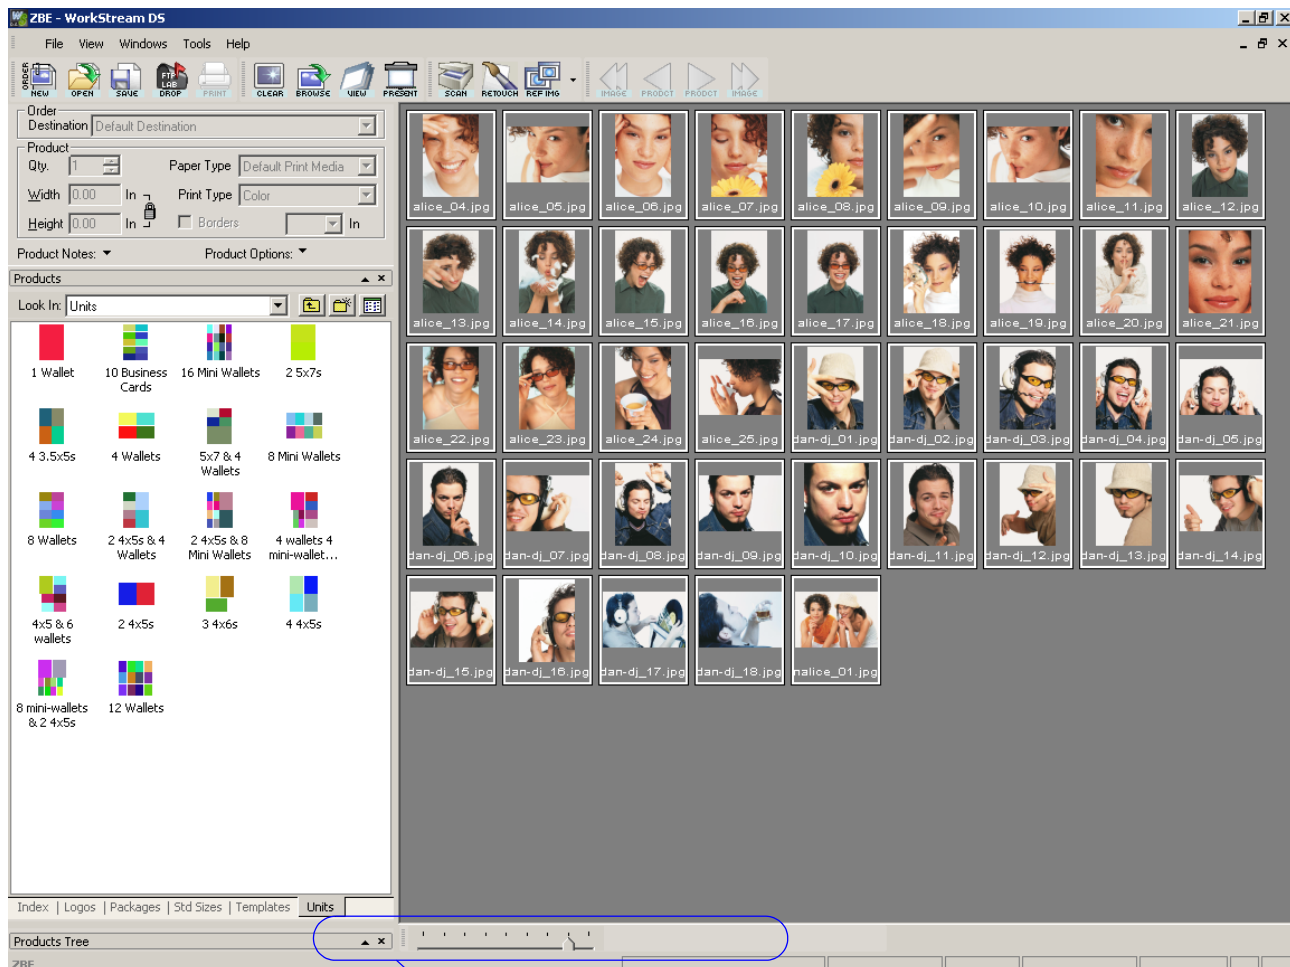 ZBE - WorkStream DS
File View Windows Tools Help
ORDER
NEW OPEN SAVE FTP LAB DROP PRINT CLEAR BROWSE VIEW PRESENT SCAN RETOUCH REF IMG IMAGE PRODCT PRODCT IMAGE
Order
Destination Default Destination
Product
Qty. 1 Paper Type Default Print Media
Width 0.00 In Print Type Color
Height 0.00 In Borders In
Product Notes: Product Options:
Products
Look In: Units
1 Wallet 10 Business Cards 16 Mini Wallets 2 5x7s
4 3.5x5s 4 Wallets 5x7 & 4 Wallets 8 Mini Wallets
8 Wallets 2 4x5s & 4 Wallets 2 4x5s & 8 Mini Wallets 4 wallets 4 mini-wallet...
4x5 & 6 wallets 2 4x5s 3 4x6s 4 4x5s
8 mini-wallets & 2 4x5s 12 Wallets
Index | Logos | Packages | Std Sizes | Templates Units
Products Tree
ZBE
alice_04.jpg alice_05.jpg alice_06.jpg alice_07.jpg alice_08.jpg alice_09.jpg alice_10.jpg alice_11.jpg alice_12.jpg
alice_13.jpg alice_14.jpg alice_15.jpg alice_16.jpg alice_17.jpg alice_18.jpg alice_19.jpg alice_20.jpg alice_21.jpg
alice_22.jpg alice_23.jpg alice_24.jpg alice_25.jpg dan-dj_01.jpg dan-dj_02.jpg dan-dj_03.jpg dan-dj_04.jpg dan-dj_05.jpg
dan-dj_06.jpg dan-dj_07.jpg dan-dj_08.jpg dan-dj_09.jpg dan-dj_10.jpg dan-dj_11.jpg dan-dj_12.jpg dan-dj_13.jpg dan-dj_14.jpg
dan-dj_15.jpg dan-dj_16.jpg dan-dj_17.jpg dan-dj_18.jpg nalice_01.jpg